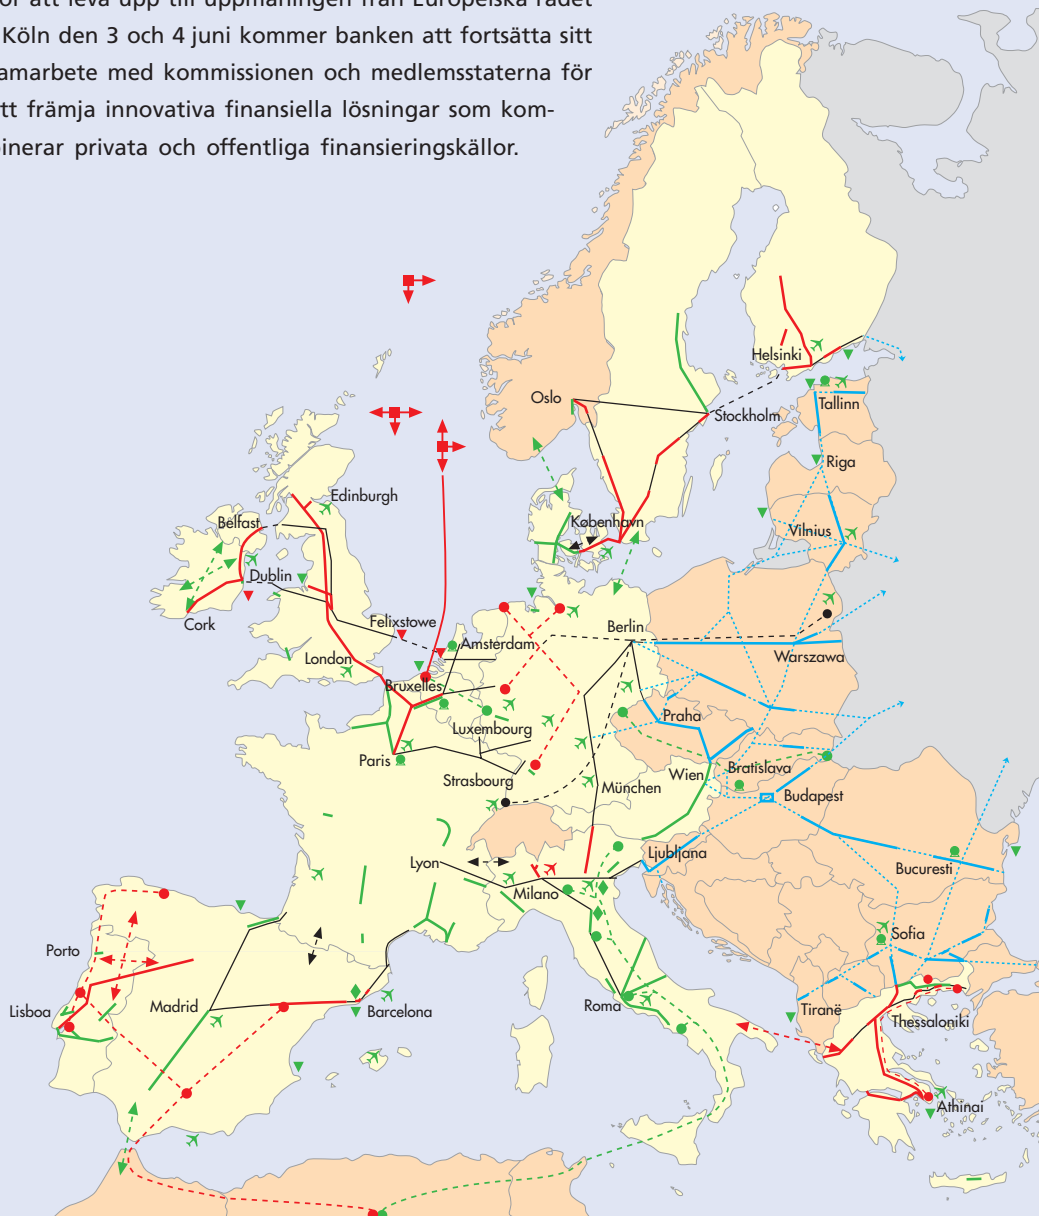 för att leva upp till uppmaningen från Europeiska rådet
Köln den 3 och 4 juni kommer banken att fortsätta sitt
amarbete med kommissionen och medlemsstaterna för
tt främja innovativa finansiella lösningar som kom-
inerar privata och offentliga finansieringskällor.
Helsinki
Oslo
Stockholm
Tallinn
Riga
Edinburgh
Belfast
København
Vilnius
Dublin
Cork
Felixstowe
Berlin
Amsterdam
London
Warszawa
Bruxelles
Praha
Luxembourg
Paris
Strasbourg
Wien
Bratislava
München
Budapest
Lyon
Ljubljana
Milano
Bucuresti
Sofia
Porto
Lisboa
Madrid
Barcelona
Roma
Tiranë
Thessaloniki
Athinai